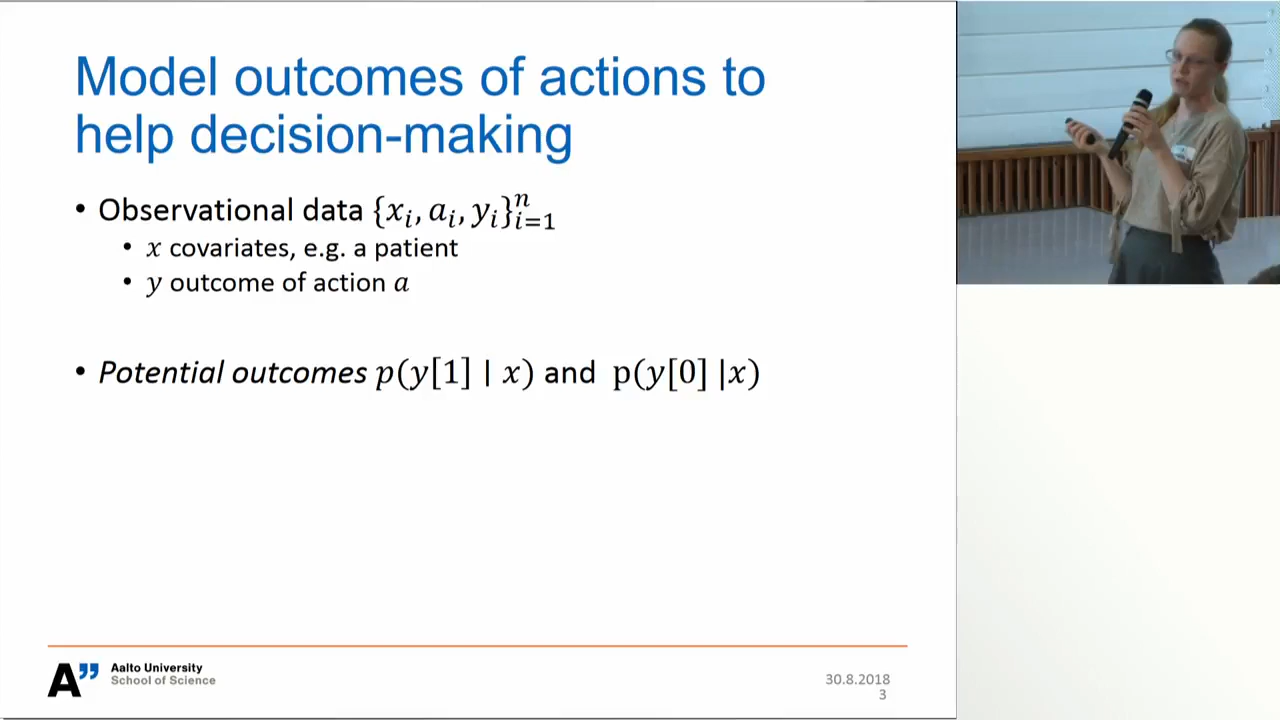 Model outcomes of actions to
help decision-making
• Observational data {xᵢ, aᵢ, yᵢ}ⁿᵢ₌₁
• x covariates, e.g. a patient
• y outcome of action a
• Potential outcomes p(y[1] | x) and p(y[0] |x)
A”
Aalto University
School of Science
30.8.2018
3